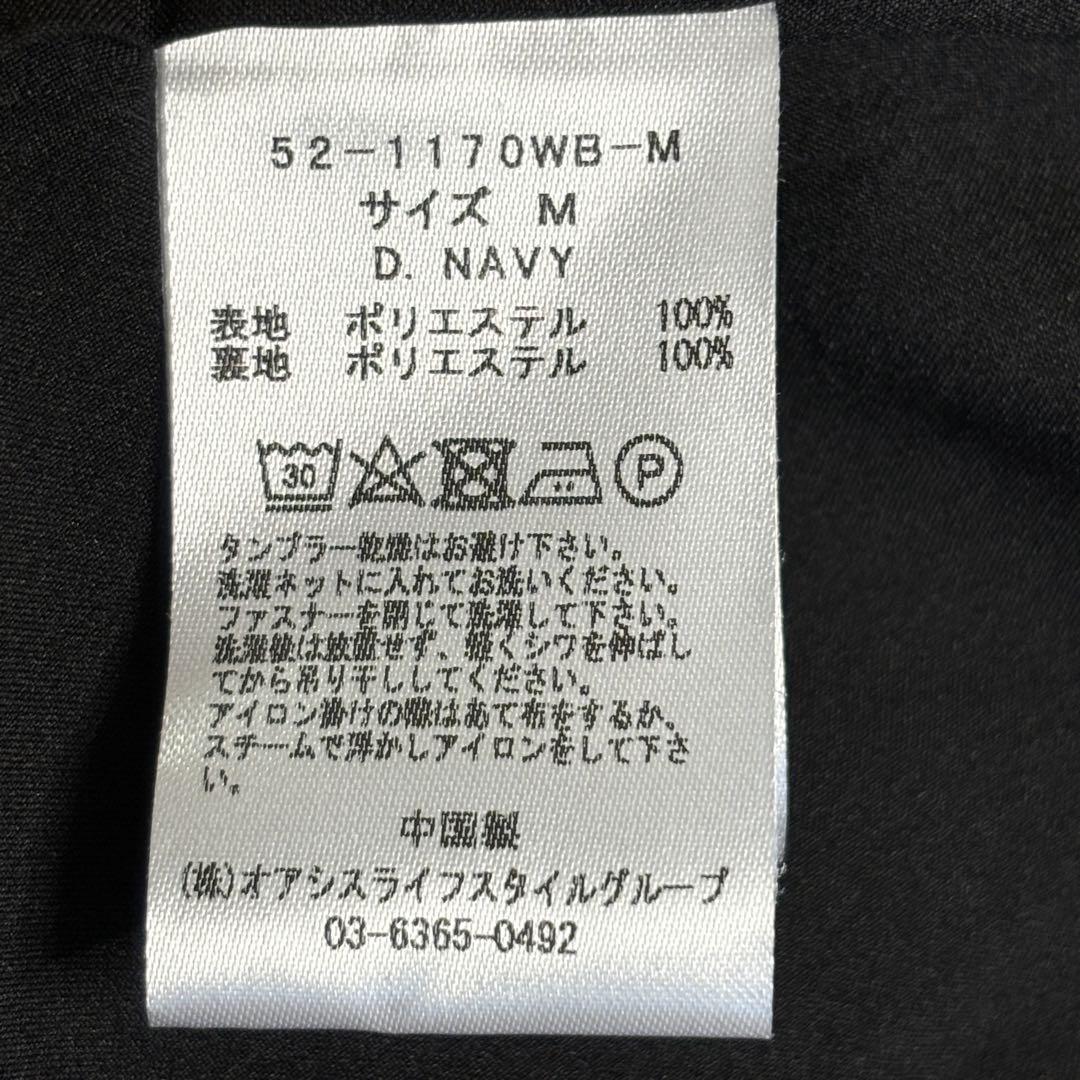 52-1170WB-M
サイズ M
D. NAVY
表地 ポリエステル 100%
裏地 ポリエステル 100%
30
P
タンブラー乾燥はお避け下さい。
洗濯ネットに入れてお洗いください。
ファスナーを閉じて洗濯して下さい。
洗濯後は放置せず、軽くシワを伸ばし
てから吊り干ししてください。
アイロン掛けの際はあて布をするか、
スチームで浮かしアイロンをして下さ
い。
中国製
(株)オアシスライフスタイルグループ
03-6365-0492